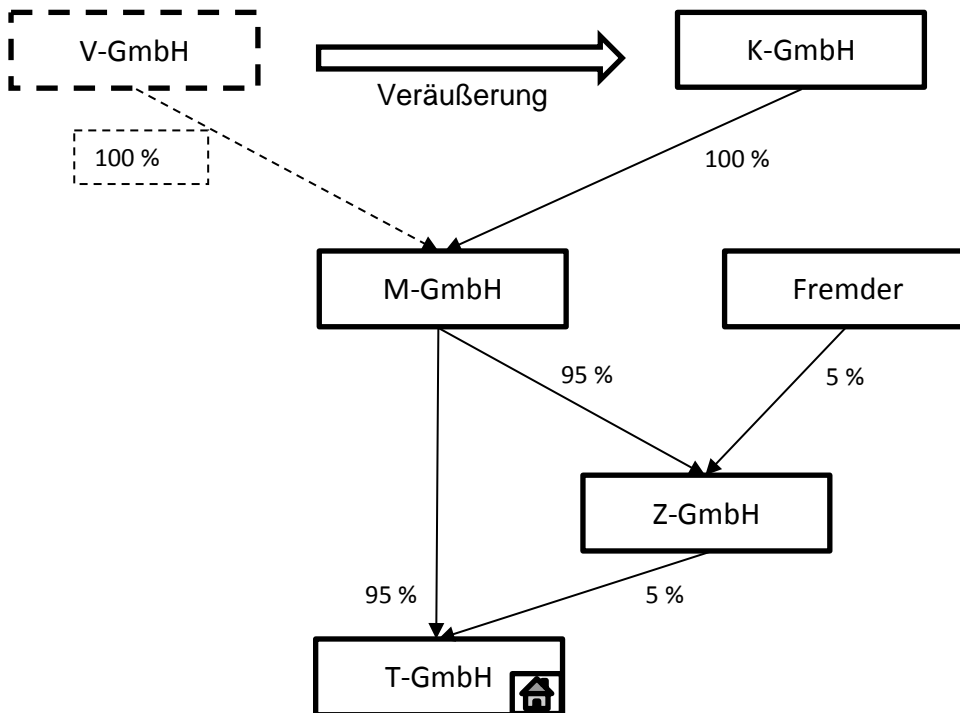 V-GmbH
K-GmbH
Veräußerung
100 %
100 %
M-GmbH
Fremder
95 %
5 %
Z-GmbH
95 %
5 %
T-GmbH